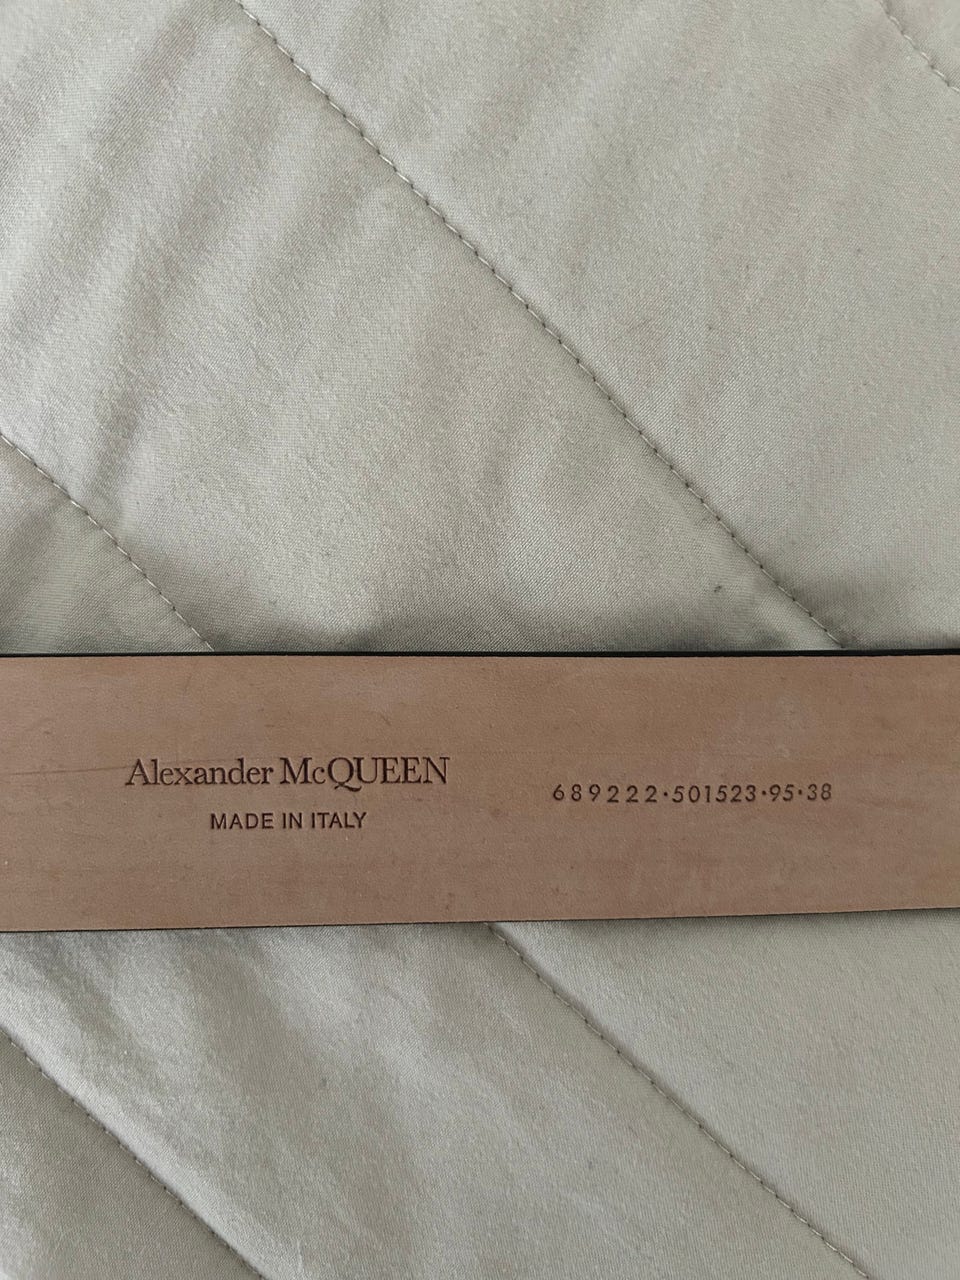 Alexander McQUEEN
MADE IN ITALY
689222·501523·95·38